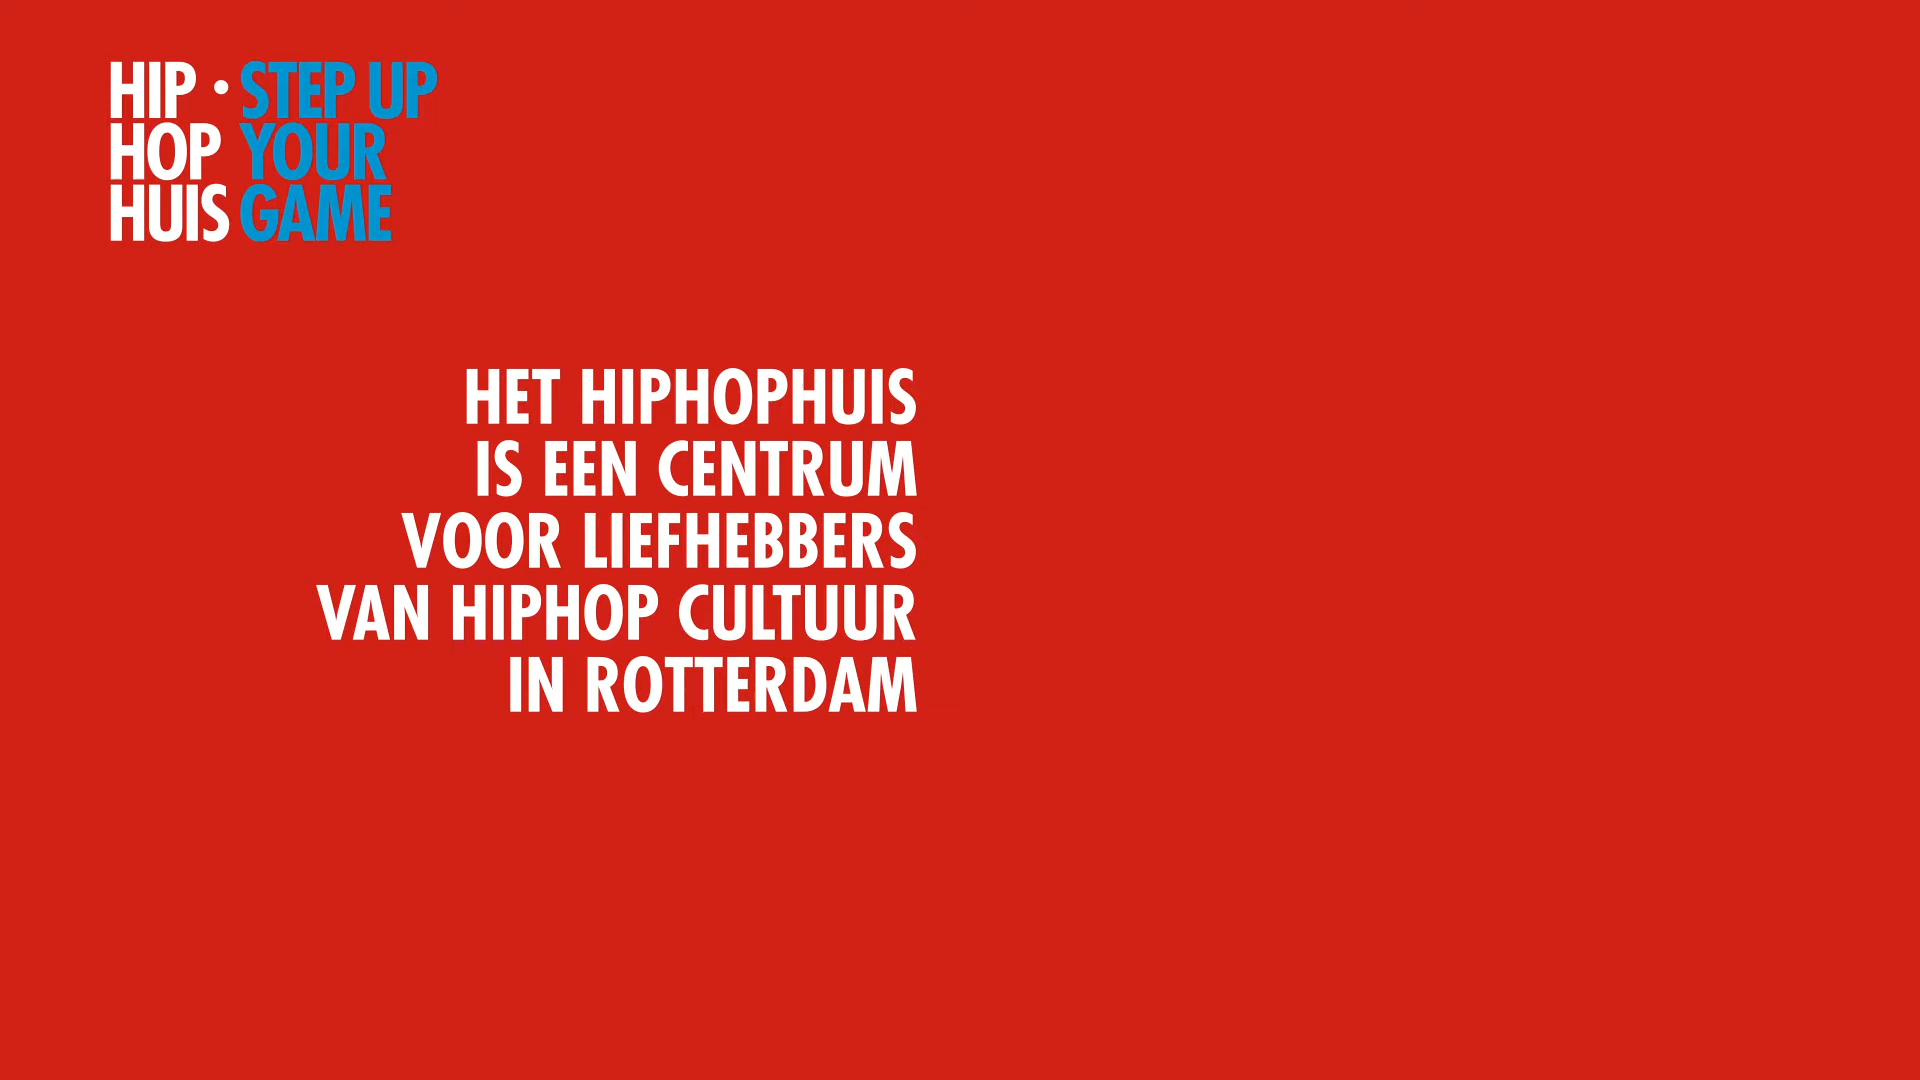 HIP • STEP UP
HOP YOUR
HUIS GAME
HET HIPHOPHUIS
IS EEN CENTRUM
VOOR LIEFHEBBERS
VAN HIPHOP CULTUUR
IN ROTTERDAM